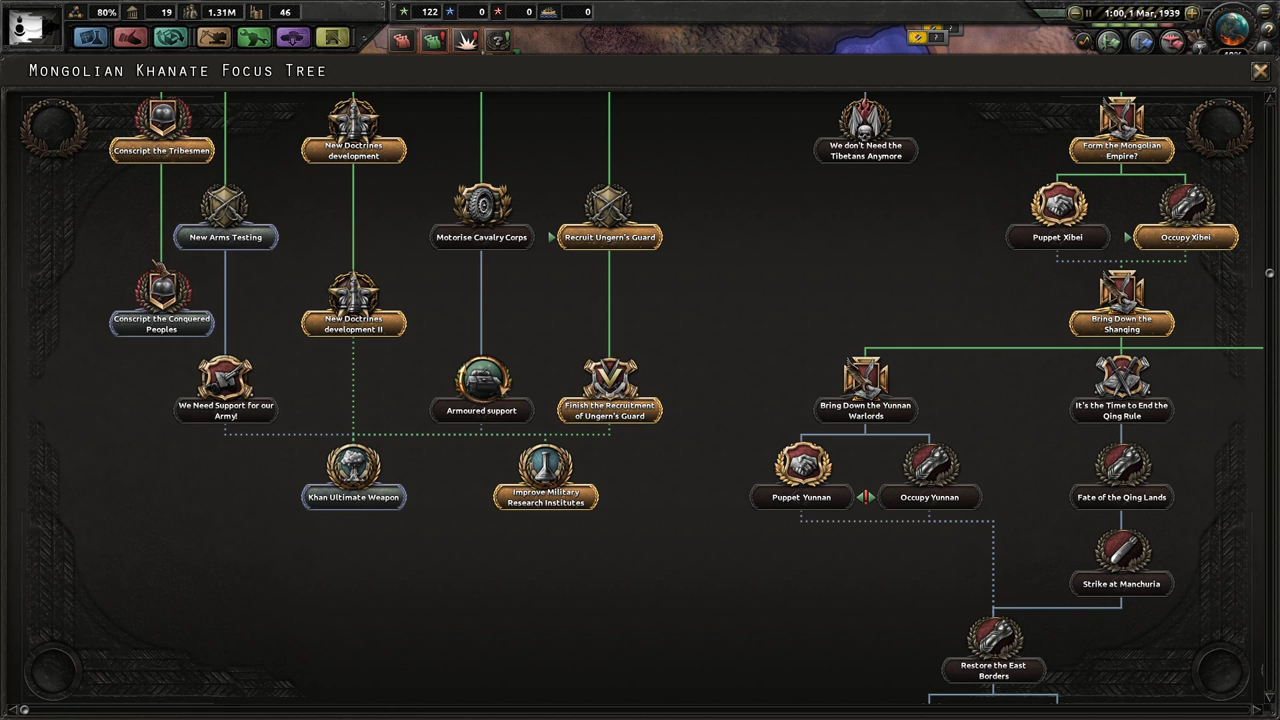 80%
19
1.31M
46
122
0
0
0
1:00, 1 Mar, 1939
Mongolian Khanate Focus Tree
Conscript the Tribesmen
New Doctrines
development
We don't Need the
Tibetans Anymore
Form the Mongolian
Empire?
New Arms Testing
Motorise Cavalry Corps
Recruit Ungern's Guard
Puppet Xibei
Occupy Xibei
Conscript the Conquered
Peoples
New Doctrines
development II
Bring Down the
Shanqing
We Need Support for our
Army!
Armoured support
Finish the Recruitment
of Ungern's Guard
Bring Down the Yunnan
Warlords
It's the Time to End the
Qing Rule
Khan Ultimate Weapon
Improve Military
Research Institutes
Puppet Yunnan
Occupy Yunnan
Fate of the Qing Lands
Strike at Manchuria
Restore the East
Borders